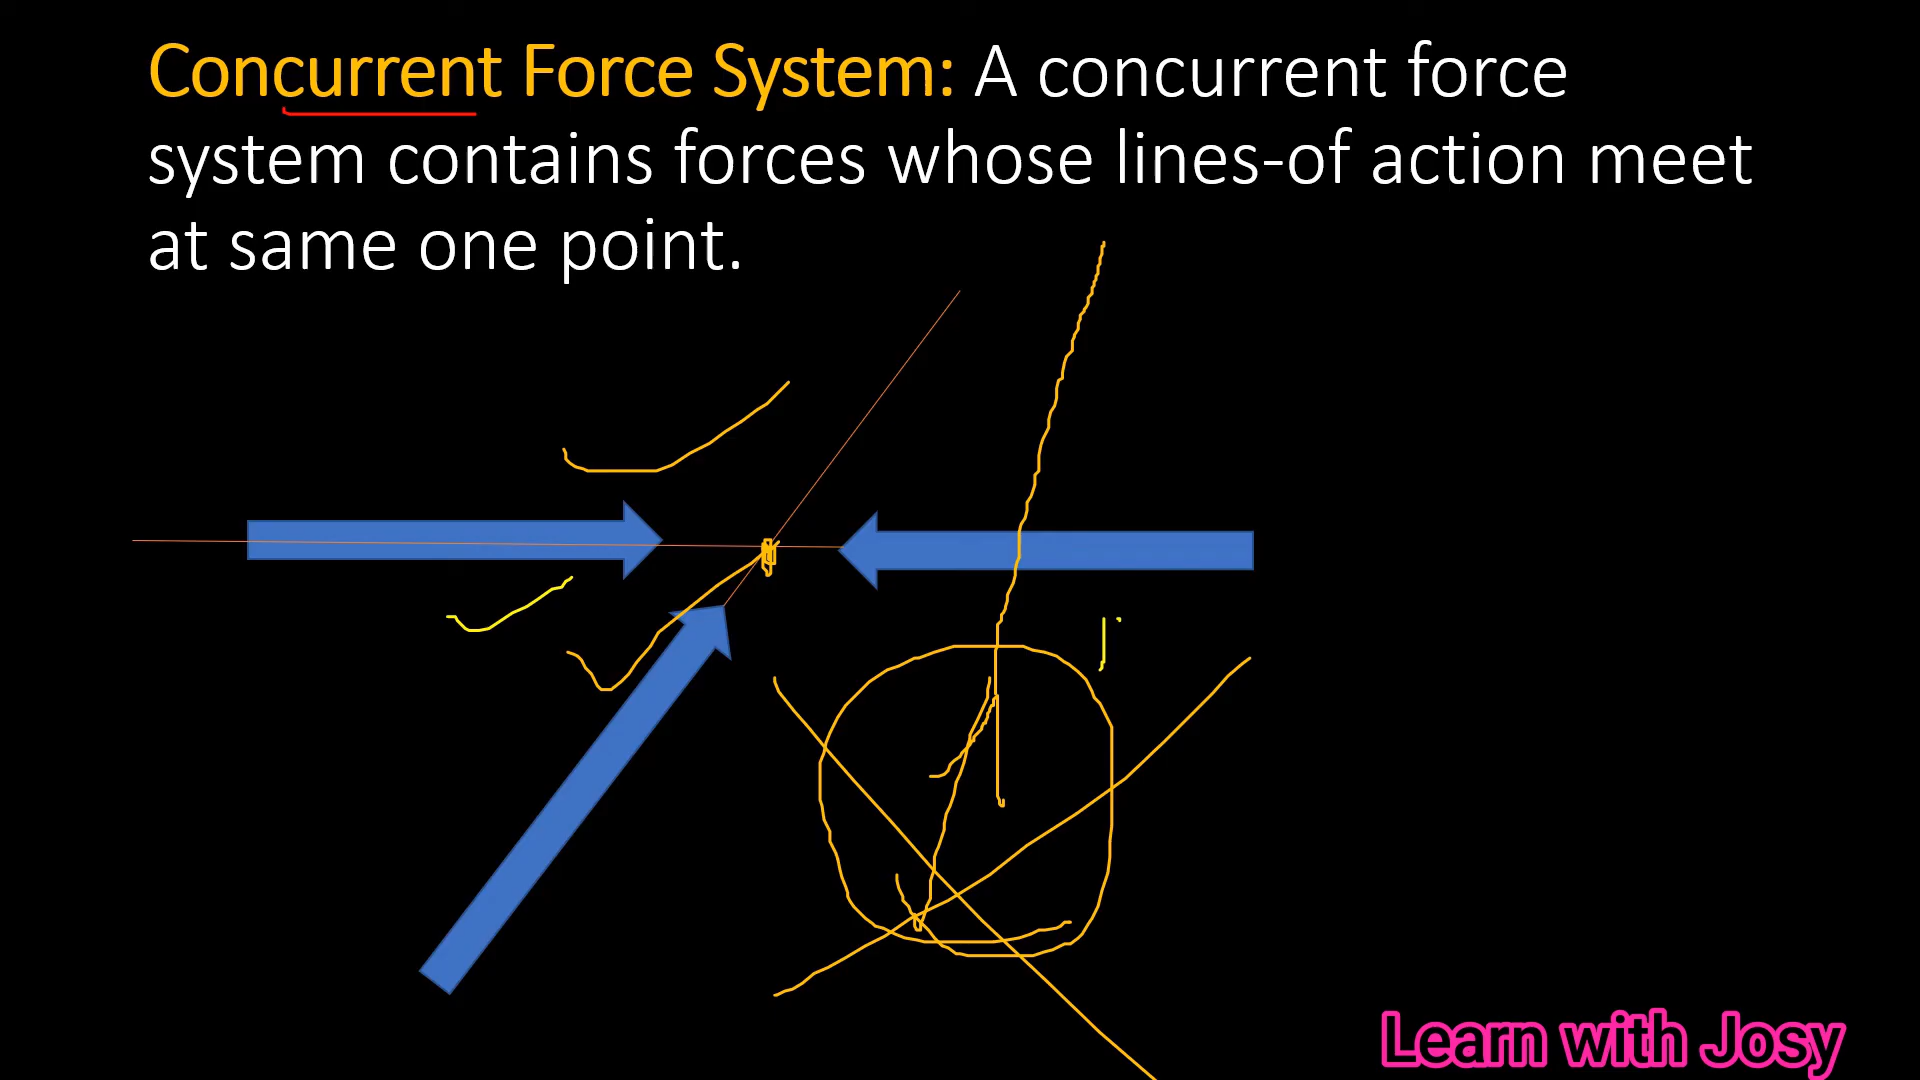 Concurrent Force System: A concurrent force
system contains forces whose lines-of action meet
at same one point.
Learn with Josy